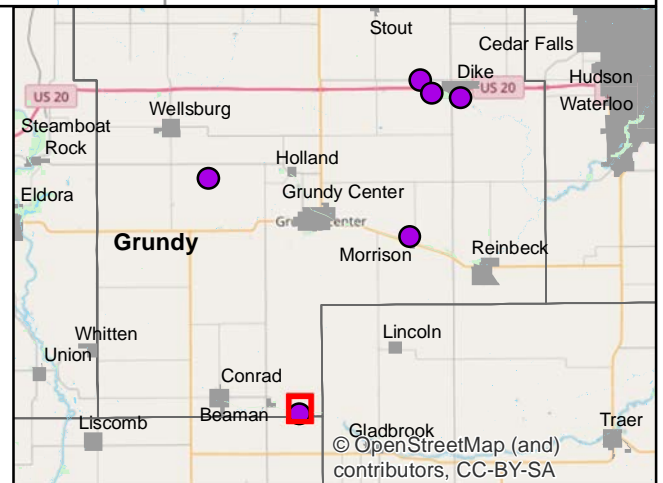 Stout
Cedar Falls
Dike
US 20
Hudson
US 20
Wellsburg
Waterloo
Steamboat
Rock
Holland
Eldora
Grundy Center
Grundy
Morrison
Reinbeck
Whitten
Lincoln
Union
Conrad
Beaman
Liscomb
Gladbrook
Traer
© OpenStreetMap (and)
contributors, CC-BY-SA